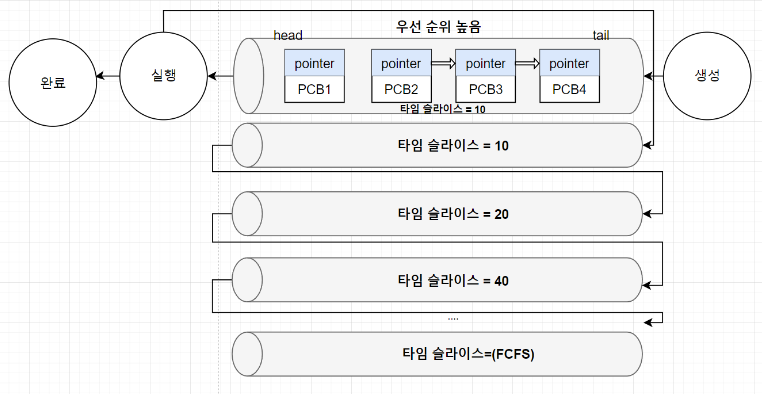 우선 순위 높음
head
tail
완료
실행
pointer
pointer
pointer
pointer
생성
PCB1
PCB2
PCB3
PCB4
타임 슬라이스 = 10
타임 슬라이스 = 10
타임 슬라이스 = 20
타임 슬라이스 = 40
....
타임 슬라이스=(FCFS)